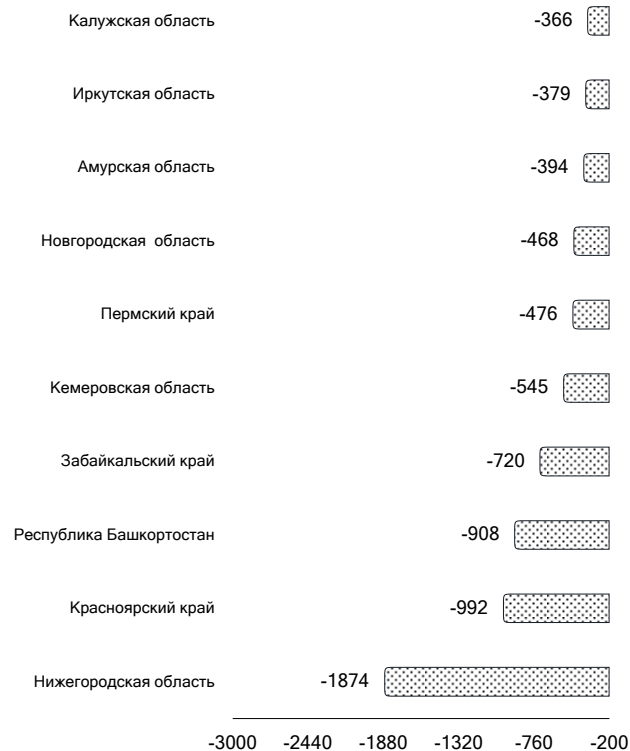 Калужская область -366
Иркутская область -379
Амурская область -394
Новгородская область -468
Пермский край -476
Кемеровская область -545
Забайкальский край -720
Республика Башкортостан -908
Красноярский край -992
Нижегородская область -1874
-3000 -2440 -1880 -1320 -760 -200